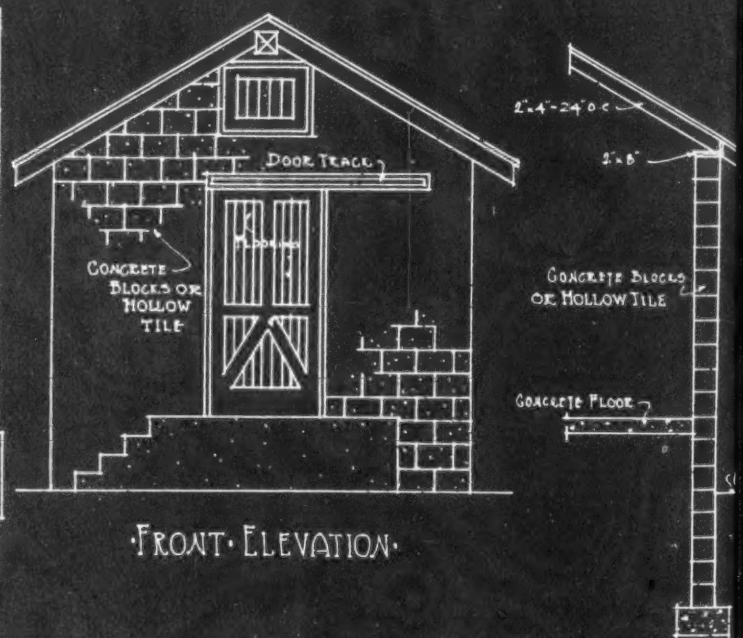 DOOR TRACK
FLOORING
CONCRETE
BLOCKS OR
HOLLOW
TILE
·FRONT· ELEVATION·
2"x4"-24" O.C.
2"x8"
CONCRETE BLOCKS
OR HOLLOW TILE
CONCRETE FLOOR